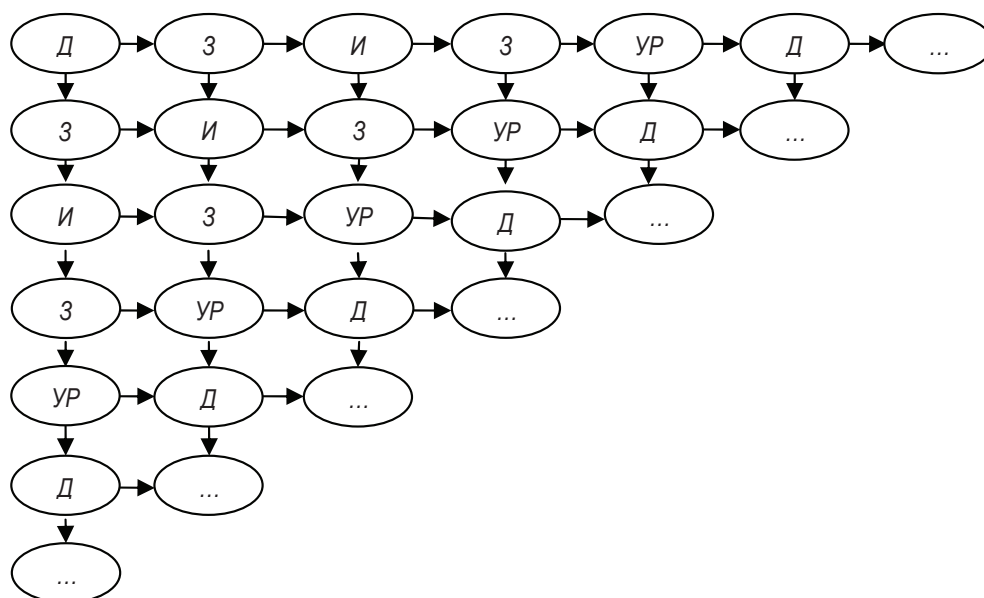 Д З И З УР Д ...
З И З УР Д ...
И З УР Д ...
З УР Д ...
УР Д ...
Д ...
...